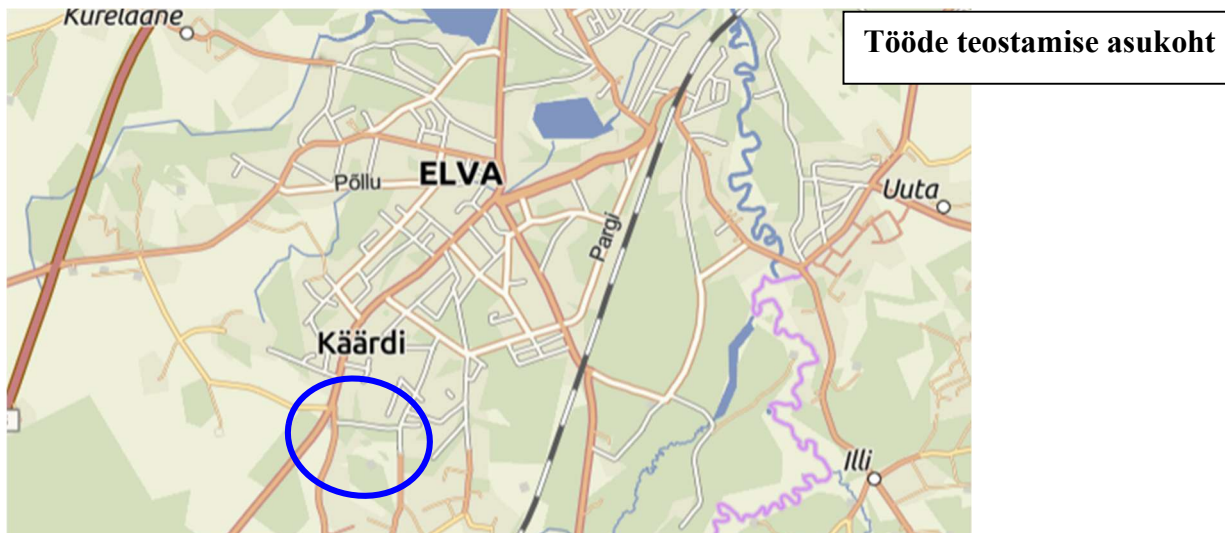 Kurelaane
Tööde teostamise asukoht
Põllu
ELVA
Uuta
Pargi
Käärdi
Illi